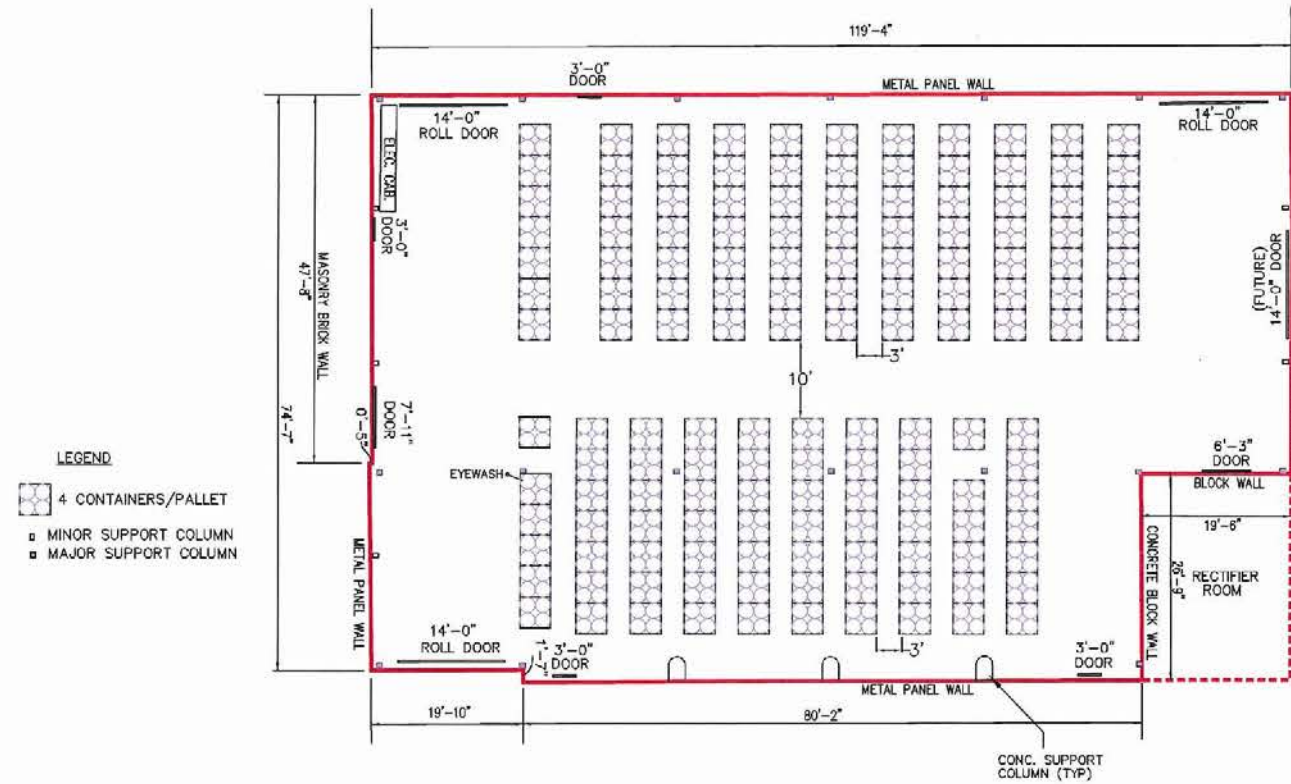 119'-4"
3'-0"
DOOR
METAL PANEL WALL
14'-0"
ROLL DOOR
14'-0"
ROLL DOOR
ELEC. CAB.
3'-0"
DOOR
MASONRY BRICK WALL
47'-8"
74'-7"
(FUTURE)
14'-0" DOOR
3'
10'
7'-11"
DOOR
0'-5"
LEGEND
4 CONTAINERS/PALLET
MINOR SUPPORT COLUMN
MAJOR SUPPORT COLUMN
EYEWASH
6'-3"
DOOR
BLOCK WALL
19'-6"
CONCRETE BLOCK WALL
26'-9"
RECTIFIER
ROOM
METAL PANEL WALL
14'-0"
ROLL DOOR
1'-7"
3'-0"
DOOR
3'
3'-0"
DOOR
METAL PANEL WALL
19'-10"
80'-2"
CONC. SUPPORT
COLUMN (TYP)